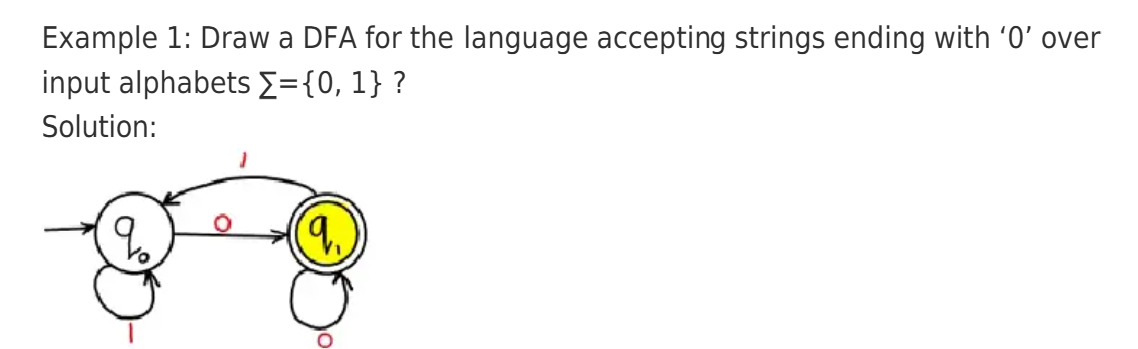 Example 1: Draw a DFA for the language accepting strings ending with ‘0’ over
input alphabets ∑={0, 1} ?
Solution:
1
0
q₀
q₁
1
0